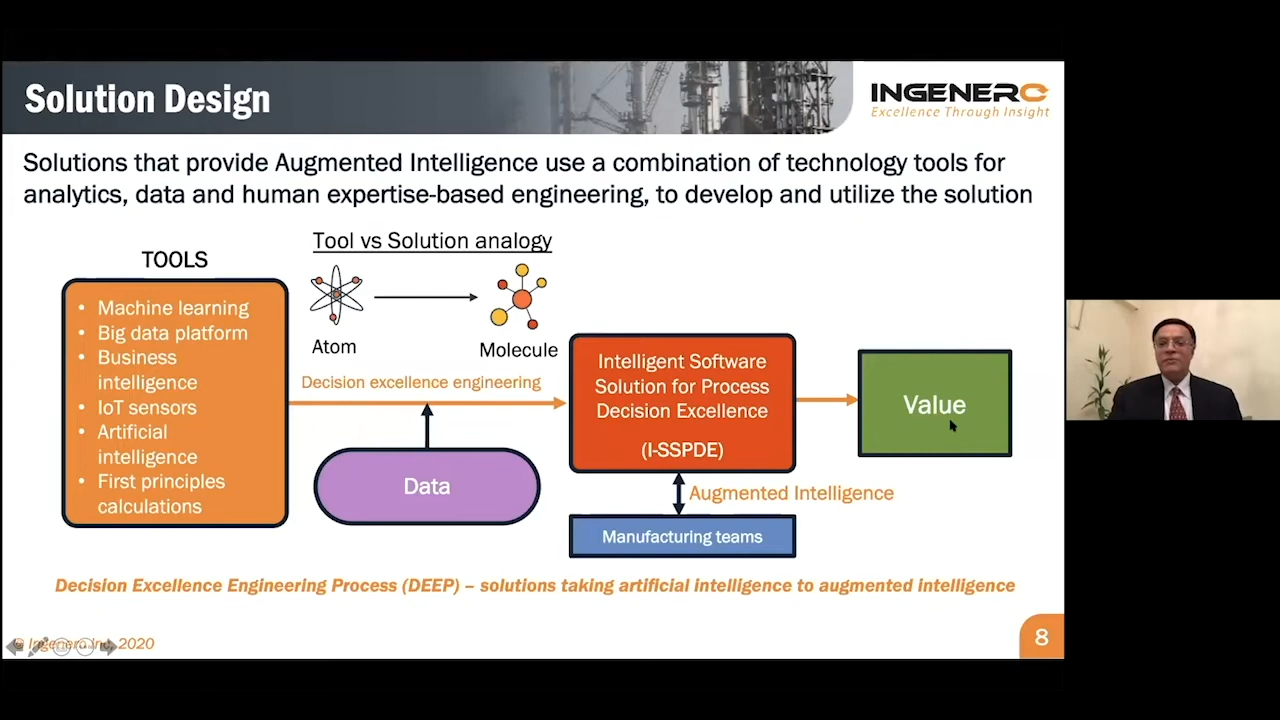 Solution Design
INGENERO
Excellence Through Insight
Solutions that provide Augmented Intelligence use a combination of technology tools for
analytics, data and human expertise-based engineering, to develop and utilize the solution
TOOLS
• Machine learning
• Big data platform
• Business
intelligence
• IoT sensors
• Artificial
intelligence
• First principles
calculations
Tool vs Solution analogy
Atom
Molecule
Decision excellence engineering
Data
Intelligent Software
Solution for Process
Decision Excellence
(I-SSPDE)
Augmented Intelligence
Manufacturing teams
Value
Decision Excellence Engineering Process (DEEP) – solutions taking artificial intelligence to augmented intelligence
© Ingenero Inc, 2020
8